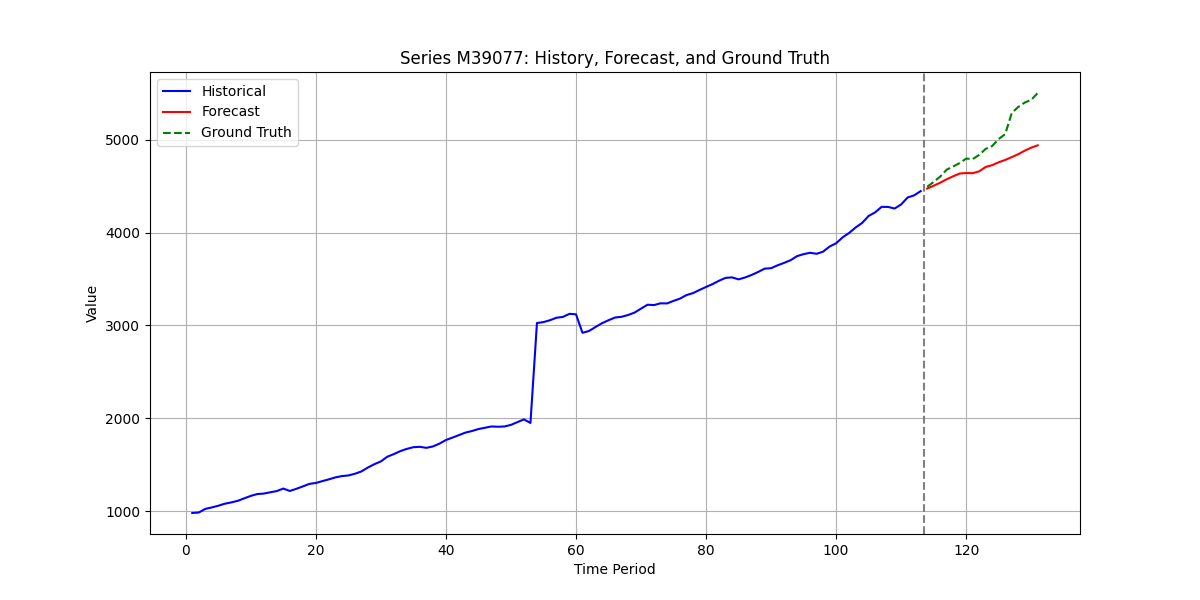 Series M39077: History, Forecast, and Ground Truth
Historical
Forecast
Ground Truth
5000
4000
3000
2000
1000
Value
0 20 40 60 80 100 120
Time Period